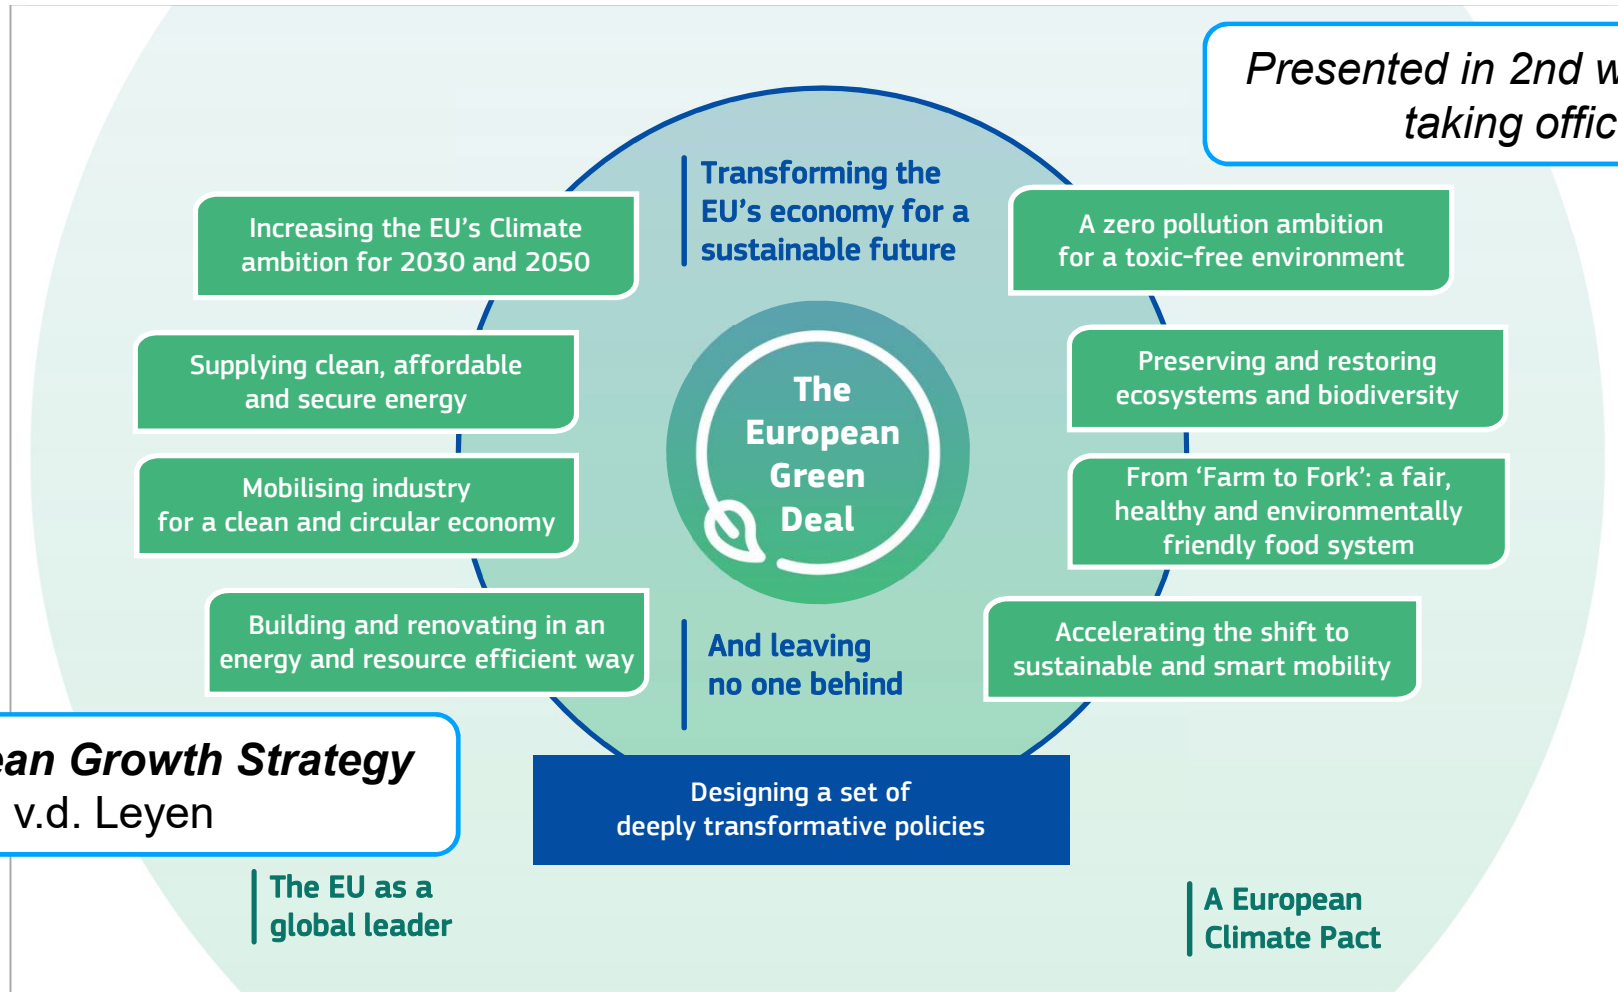 Presented in 2nd
taking
Transforming the
EU’s economy for a
sustainable future
Increasing the EU’s Climate
ambition for 2030 and 2050
Supplying clean, affordable
and secure energy
Mobilising industry
for a clean and circular economy
Building and renovating in an
energy and resource efficient way
The
European
Green
Deal
A zero pollution ambition
for a toxic-free environment
Preserving and restoring
ecosystems and biodiversity
From ‘Farm to Fork’: a fair,
healthy and environmentally
friendly food system
Accelerating the shift to
sustainable and smart mobility
And leaving
no one behind
Growth Strategy
v.d. Leyen
Designing a set of
deeply transformative policies
The EU as a
global leader
A European
Climate Pact